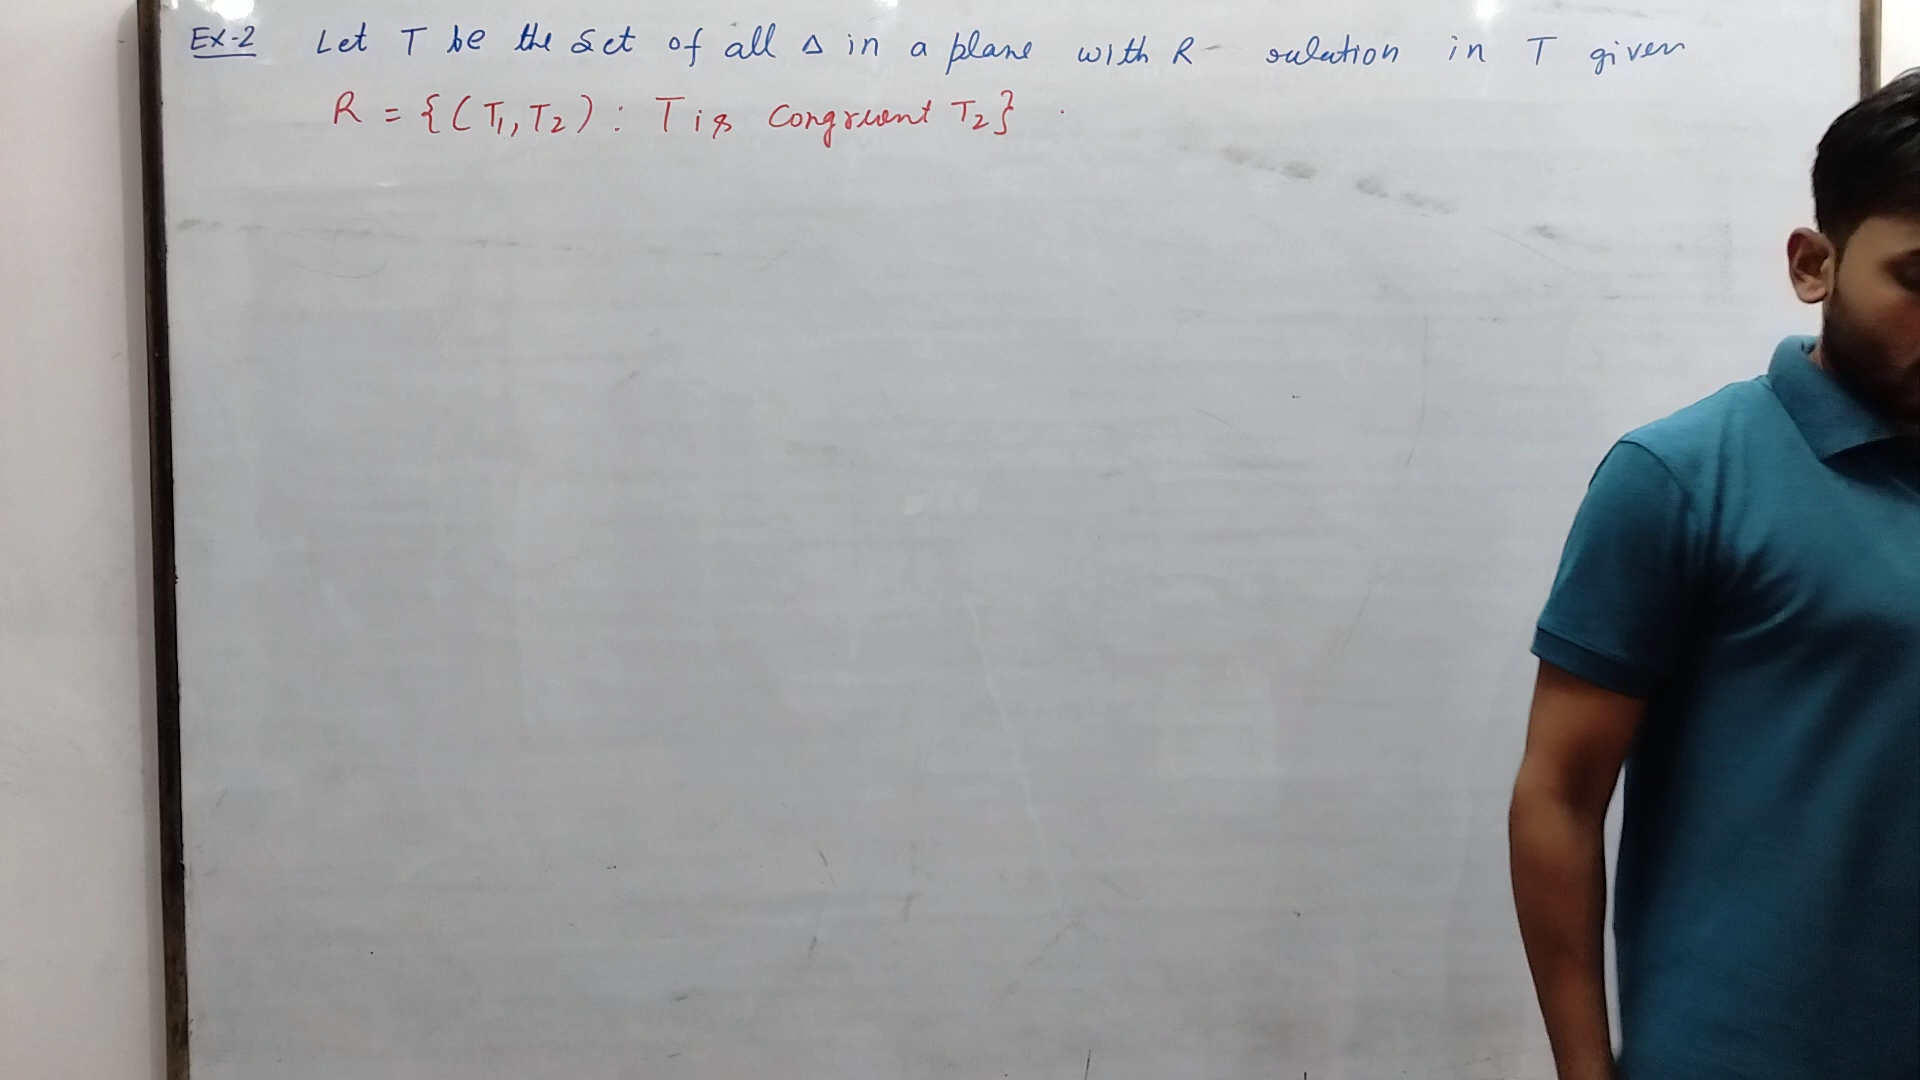 Ex-2 Let T be the set of all Δ in a plane with R - relation in T given
R = {(T₁, T₂) : T is Congruent T₂}